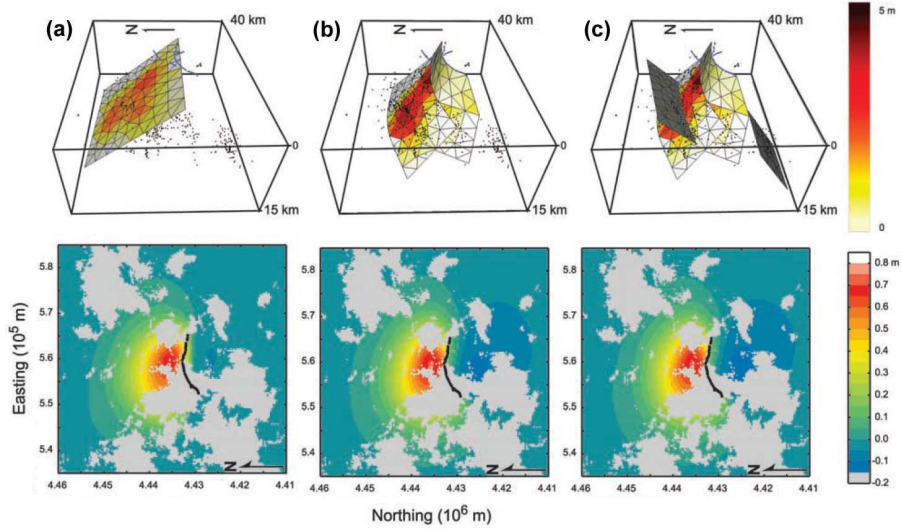 (a)
N
40 km
0
15 km
(b)
N
40 km
0
15 km
(c)
N
40 km
0
15 km
5 m
0
Easting (10⁵ m)
5.8
5.7
5.6
5.5
5.4
N
4.46 4.45 4.44 4.43 4.42 4.41
N
4.46 4.45 4.44 4.43 4.42 4.41
N
4.46 4.45 4.44 4.43 4.42 4.41
Northing (10⁶ m)
0.8 m
0.7
0.6
0.5
0.4
0.3
0.2
0.1
0.0
-0.1
-0.2